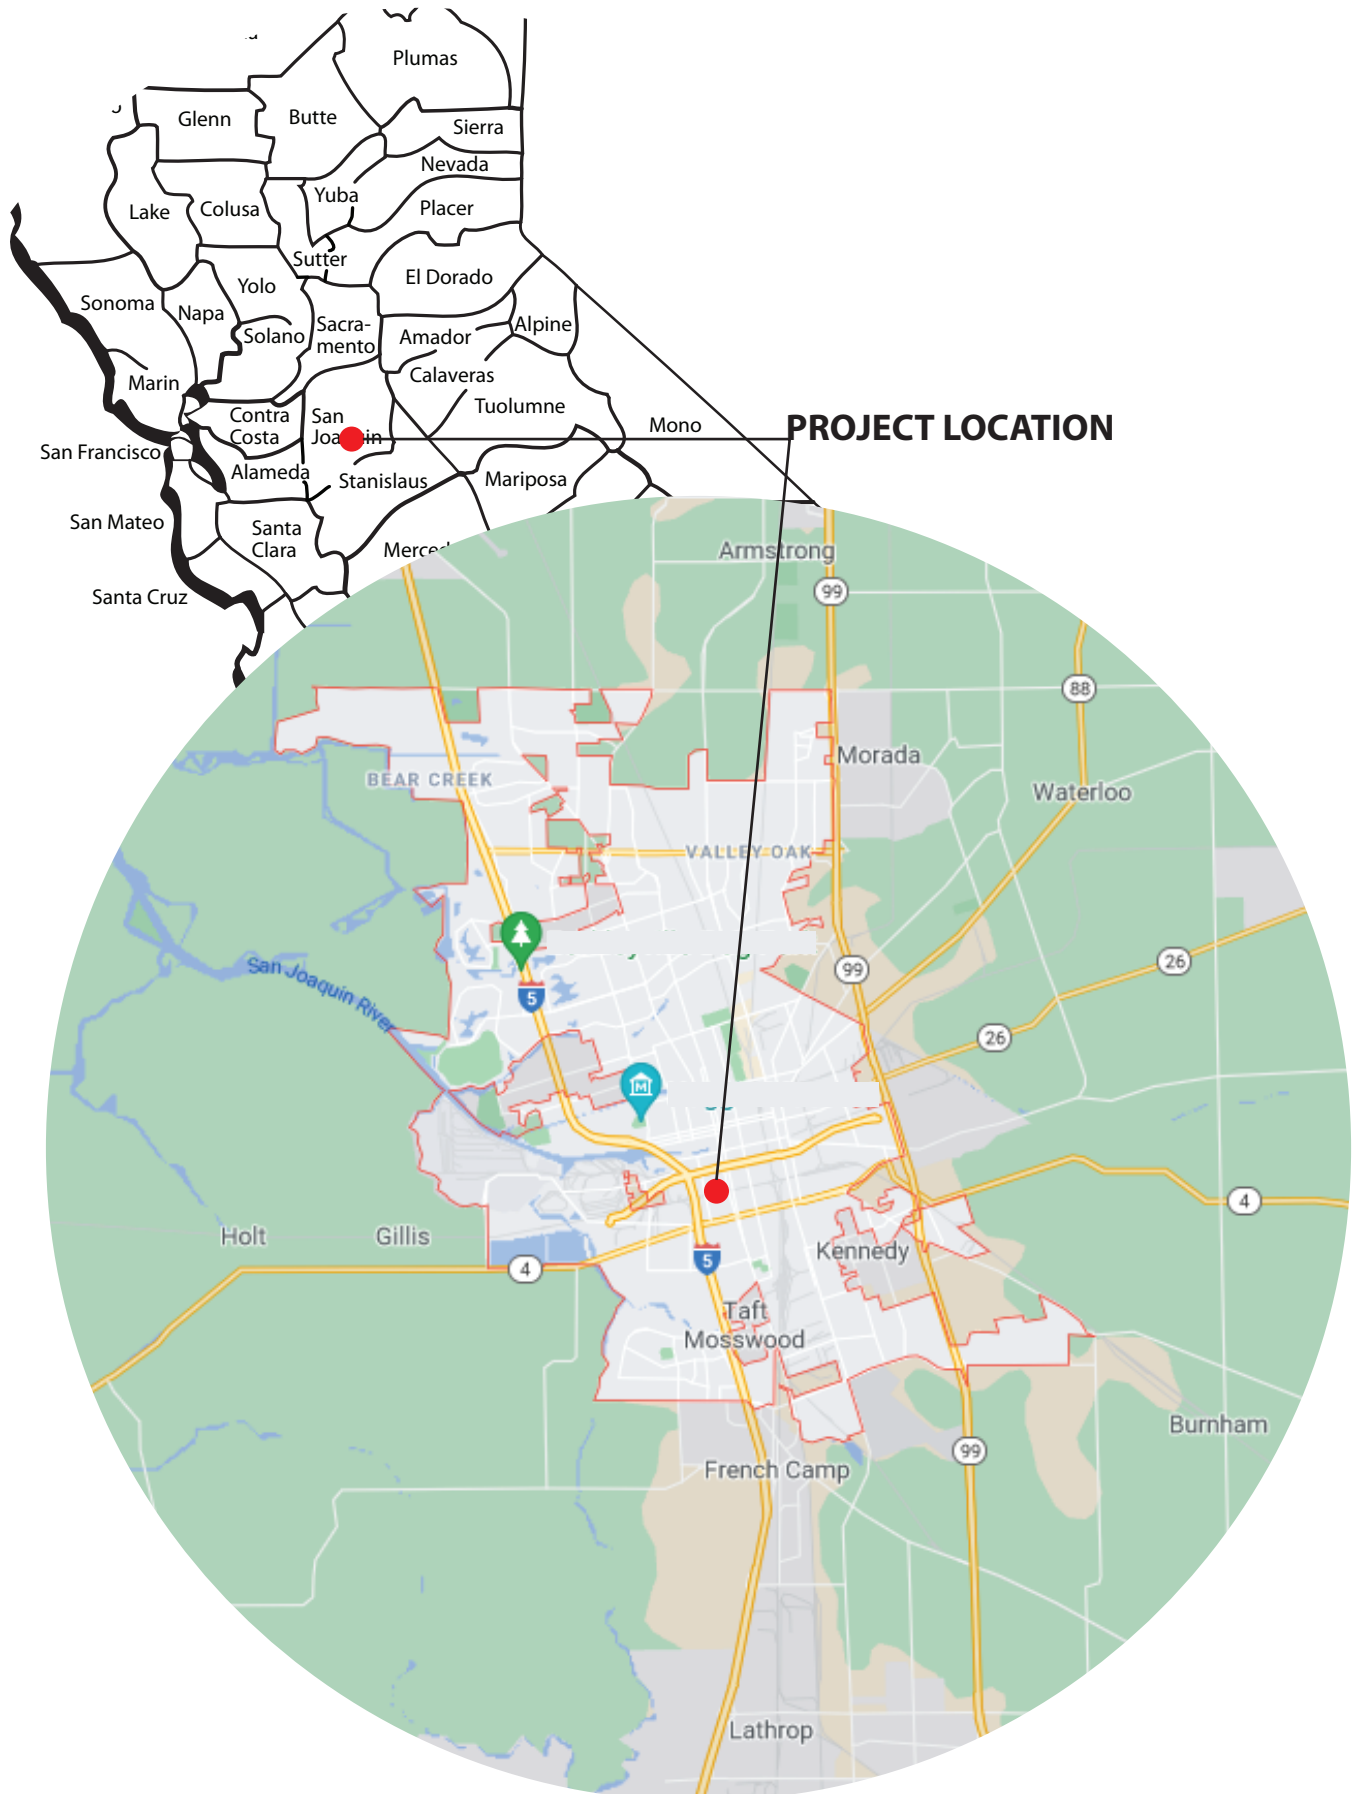 Plumas
Glenn
Butte
Sierra
Nevada
Yuba
Lake
Colusa
Placer
Sutter
El Dorado
Yolo
Sonoma
Napa
Solano
Sacra-
mento
Amador
Alpine
Marin
Calaveras
Contra
Costa
San
Joaquin
Tuolumne
Mono
PROJECT LOCATION
San Francisco
Alameda
Stanislaus
Mariposa
San Mateo
Santa
Clara
Merced
Santa Cruz
Armstrong
99
88
Morada
BEAR CREEK
Waterloo
VALLEY OAK
San Joaquin River
5
99
26
26
M
4
Holt
Gillis
4
5
Kennedy
Taft
Mosswood
Burnham
99
French Camp
Lathrop